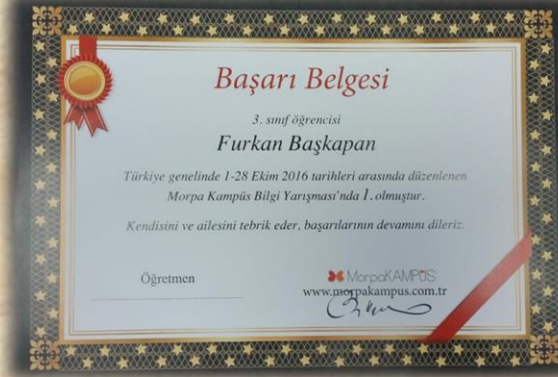 Başarı Belgesi
3. sınıf öğrencisi
Furkan Başkapan
Türkiye genelinde 1-28 Ekim 2016 tarihleri arasında düzenlenen
Morpa Kampüs Bilgi Yarışması'nda 1. olmuştur.
Kendisini ve ailesini tebrik eder, başarılarının devamını dileriz.
Öğretmen
MorpaKAMPÜS
www.morpakampus.com.tr